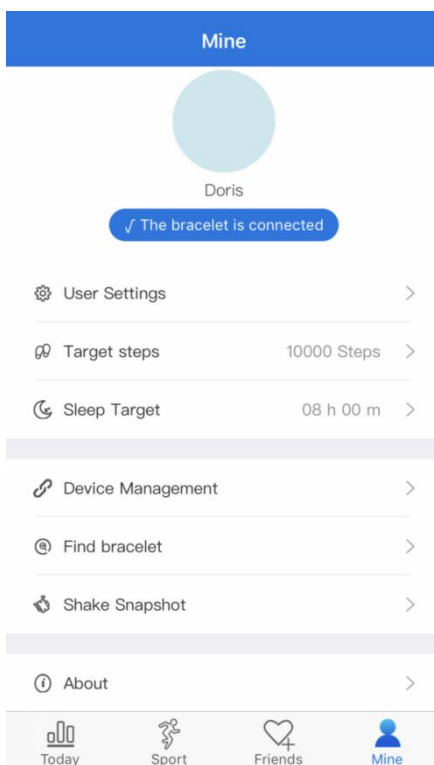 Mine
Doris
√ The bracelet is connected
User Settings
Target steps 10000 Steps
Sleep Target 08 h 00 m
Device Management
Find bracelet
Shake Snapshot
About
Today Sport Friends Mine